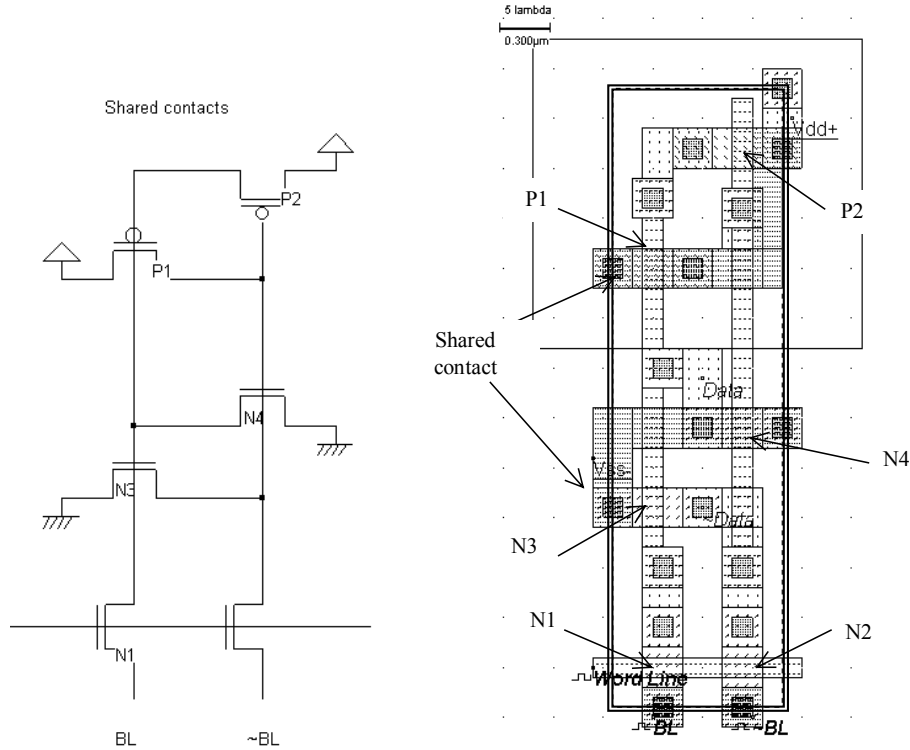 Shared contacts
P2
P1
N4
N3
N1
BL
~BL
5 lambda
0.300µm
Vdd+
P1
P2
Shared
contact
Data
N4
Vss-
~Data
N3
N1
N2
Word Line
BL
~BL